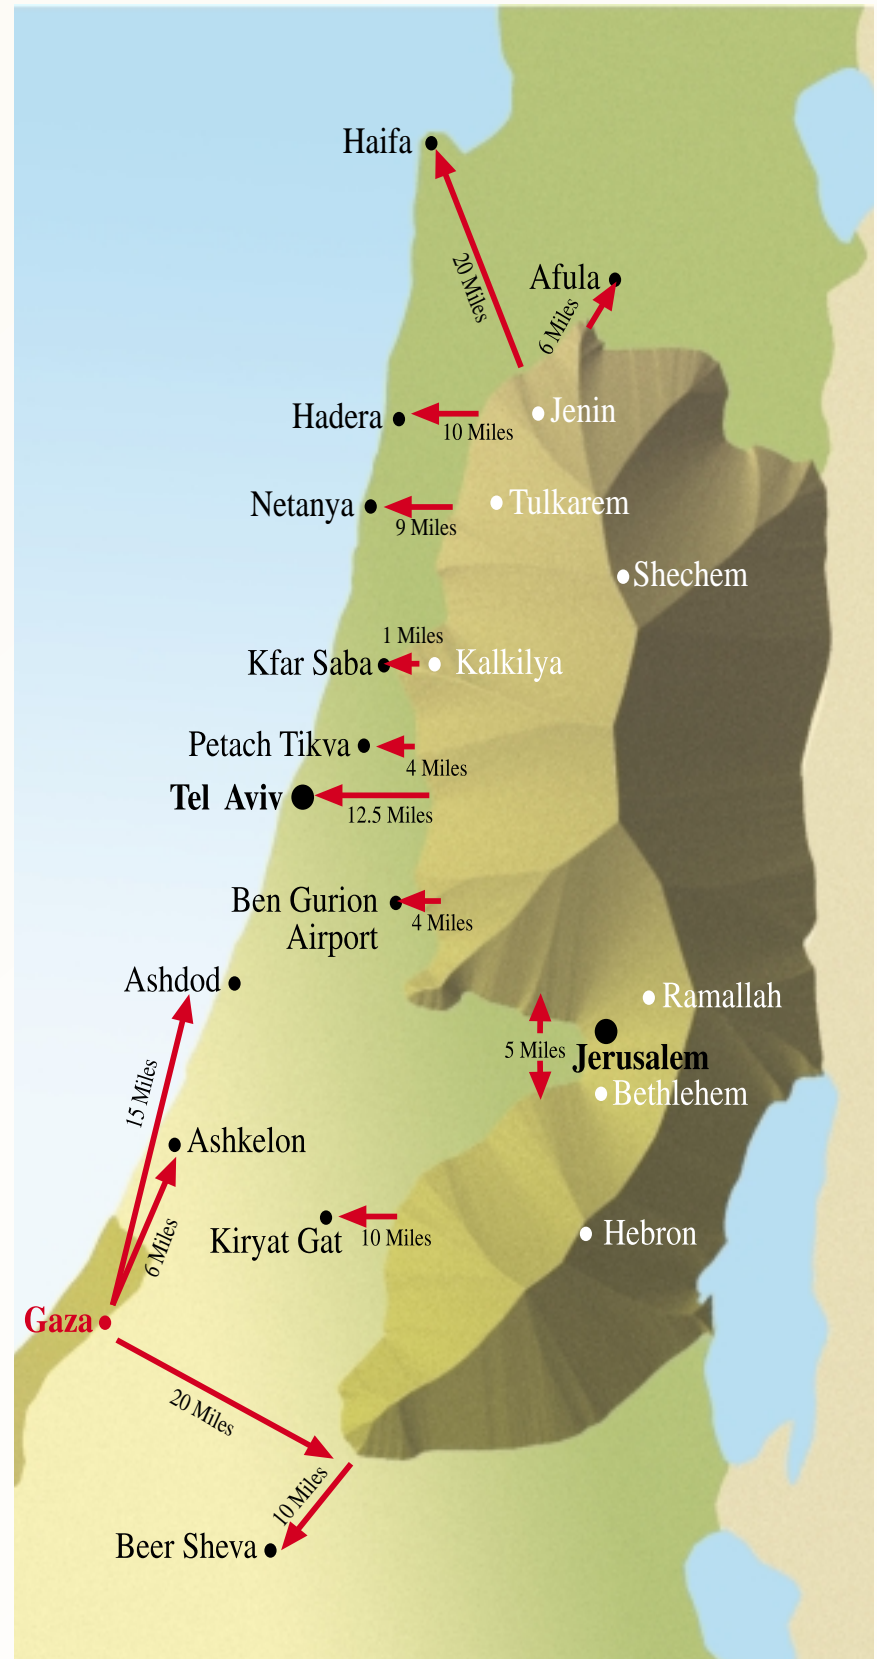 Haifa
20 Miles
Afula
6 Miles
Hadera
10 Miles
Jenin
Netanya
9 Miles
Tulkarem
Shechem
1 Miles
Kfar Saba
Kalkilya
Petach Tikva
4 Miles
Tel Aviv
12.5 Miles
Ben Gurion
Airport
4 Miles
Ashdod
Ramallah
5 Miles
Jerusalem
Bethlehem
15 Miles
Ashkelon
6 Miles
Kiryat Gat
10 Miles
Hebron
Gaza
20 Miles
10 Miles
Beer Sheva